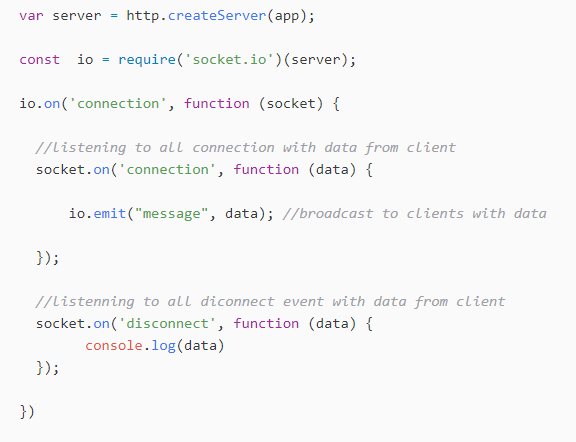 var server = http.createServer(app);
const  io = require('socket.io')(server);
io.on('connection', function (socket) {
//listening to all connection with data from client
socket.on('connection', function (data) {
io.emit("message", data); //broadcast to clients with data
});
//listenning to all diconnect event with data from client
socket.on('disconnect', function (data) {
console.log(data)
});
})